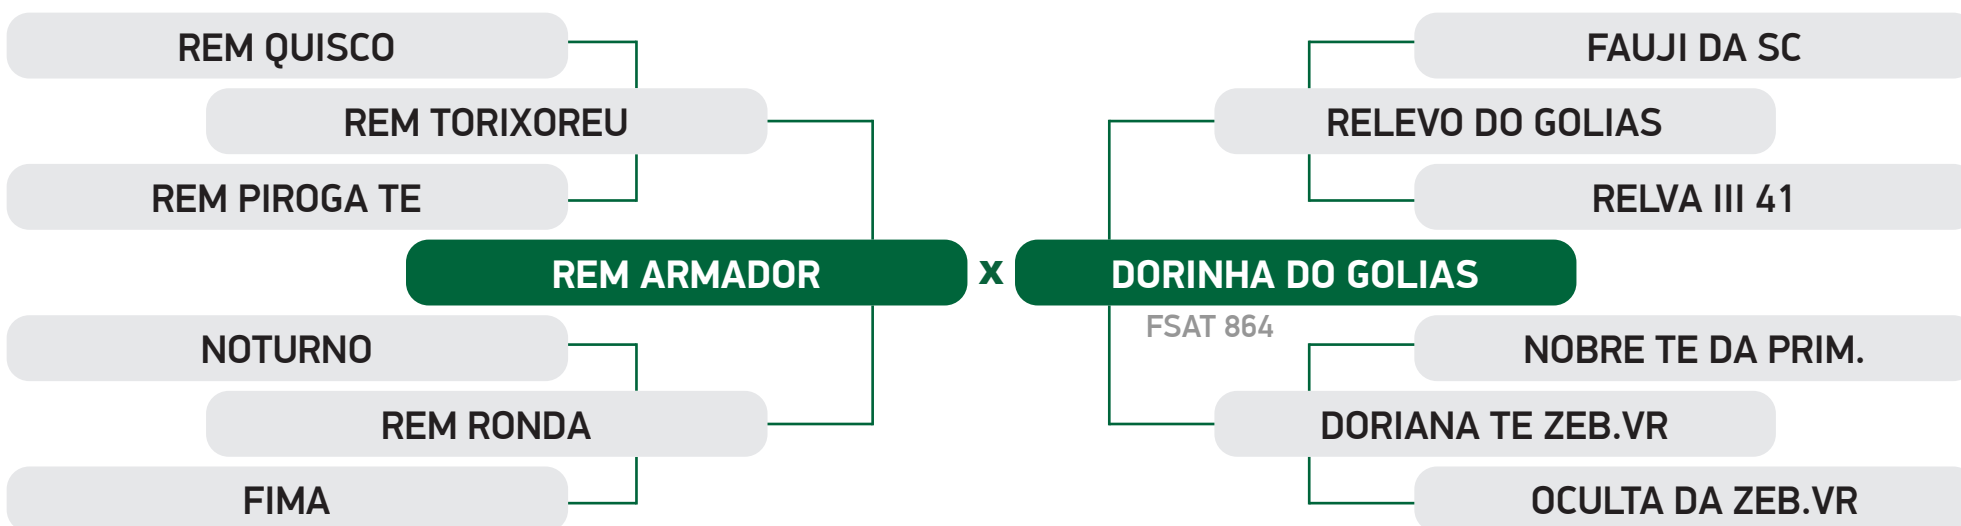 REM QUISCO
FAUJI DA SC
REM TORIXOREU
RELEVO DO GOLIAS
REM PIROGA TE
RELVA III 41
REM ARMADOR x DORINHA DO GOLIAS
FSAT 864
NOTURNO
NOBRE TE DA PRIM.
REM RONDA
DORIANA TE ZEB.VR
FIMA
OCULTA DA ZEB.VR